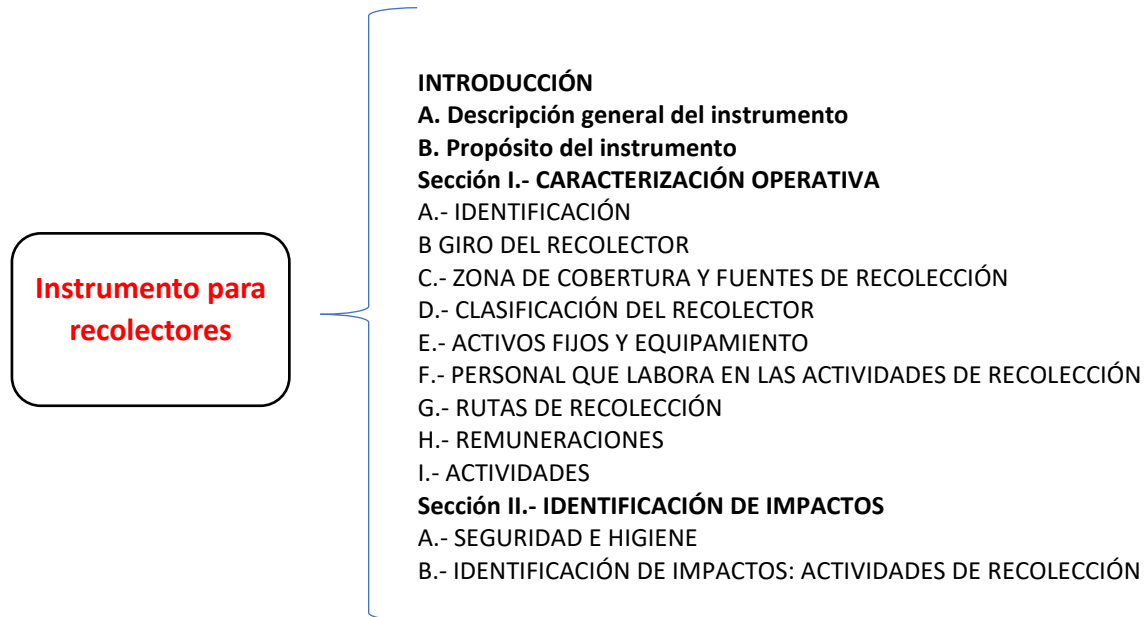 Instrumento para
recolectores
INTRODUCCIÓN
A. Descripción general del instrumento
B. Propósito del instrumento
Sección I.- CARACTERIZACIÓN OPERATIVA
A.- IDENTIFICACIÓN
B GIRO DEL RECOLECTOR
C.- ZONA DE COBERTURA Y FUENTES DE RECOLECCIÓN
D.- CLASIFICACIÓN DEL RECOLECTOR
E.- ACTIVOS FIJOS Y EQUIPAMIENTO
F.- PERSONAL QUE LABORA EN LAS ACTIVIDADES DE RECOLECCIÓN
G.- RUTAS DE RECOLECCIÓN
H.- REMUNERACIONES
I.- ACTIVIDADES
Sección II.- IDENTIFICACIÓN DE IMPACTOS
A.- SEGURIDAD E HIGIENE
B.- IDENTIFICACIÓN DE IMPACTOS: ACTIVIDADES DE RECOLECCIÓN